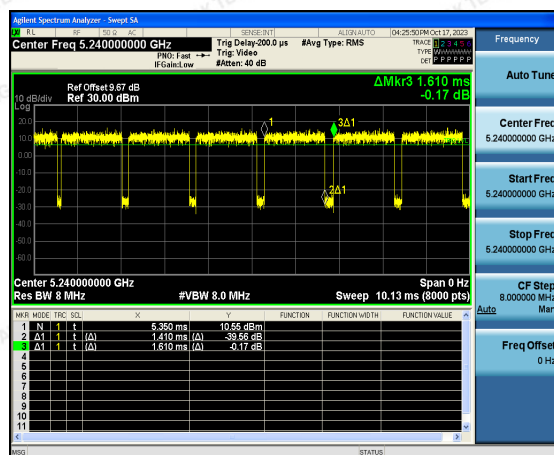 Agilent Spectrum Analyzer - Swept SA
RL RF 50 Ω AC SENSE:INT ALIGN AUTO 04:25:50 PM Oct 17, 2023
Center Freq 5.240000000 GHz
PNO: Fast
IFGain:Low
Trig Delay-200.0 µs
Trig: Video
#Atten: 40 dB
#Avg Type: RMS
TRACE 1 2 3 4 5 6
TYPE
DET P P P P P P
ΔMkr3 1.610 ms
-0.17 dB
Ref Offset 9.67 dB
10 dB/div Ref 30.00 dBm
Log
20.0
10.0
0.00
-10.0
-20.0
-30.0
-40.0
-50.0
-60.0
1
3Δ1
2Δ1
Center 5.240000000 GHz Span 0 Hz
Res BW 8 MHz #VBW 8.0 MHz Sweep 10.13 ms (8000 pts)
MKR MODE TRC SCL X Y FUNCTION FUNCTION WIDTH FUNCTION VALUE
1 N 1 t 5.350 ms 10.55 dBm
2 Δ1 1 t (Δ) 1.410 ms (Δ) -39.56 dB
3 Δ1 1 t (Δ) 1.610 ms (Δ) -0.17 dB
4
5
6
7
8
9
10
11
MSG STATUS
Frequency
Auto Tune
Center Freq
5.240000000 GHz
Start Freq
5.240000000 GHz
Stop Freq
5.240000000 GHz
CF Step
8.000000 MHz
Auto Man
Freq Offset
0 Hz